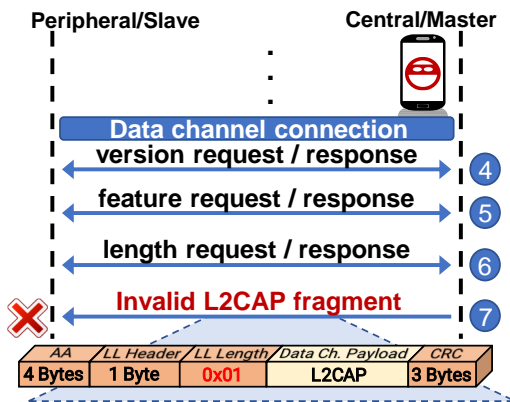 Peripheral/Slave Central/Master
Data channel connection
version request / response 4
feature request / response 5
length request / response 6
Invalid L2CAP fragment 7
AA LL Header LL Length Data Ch. Payload CRC
4 Bytes 1 Byte 0x01 L2CAP 3 Bytes